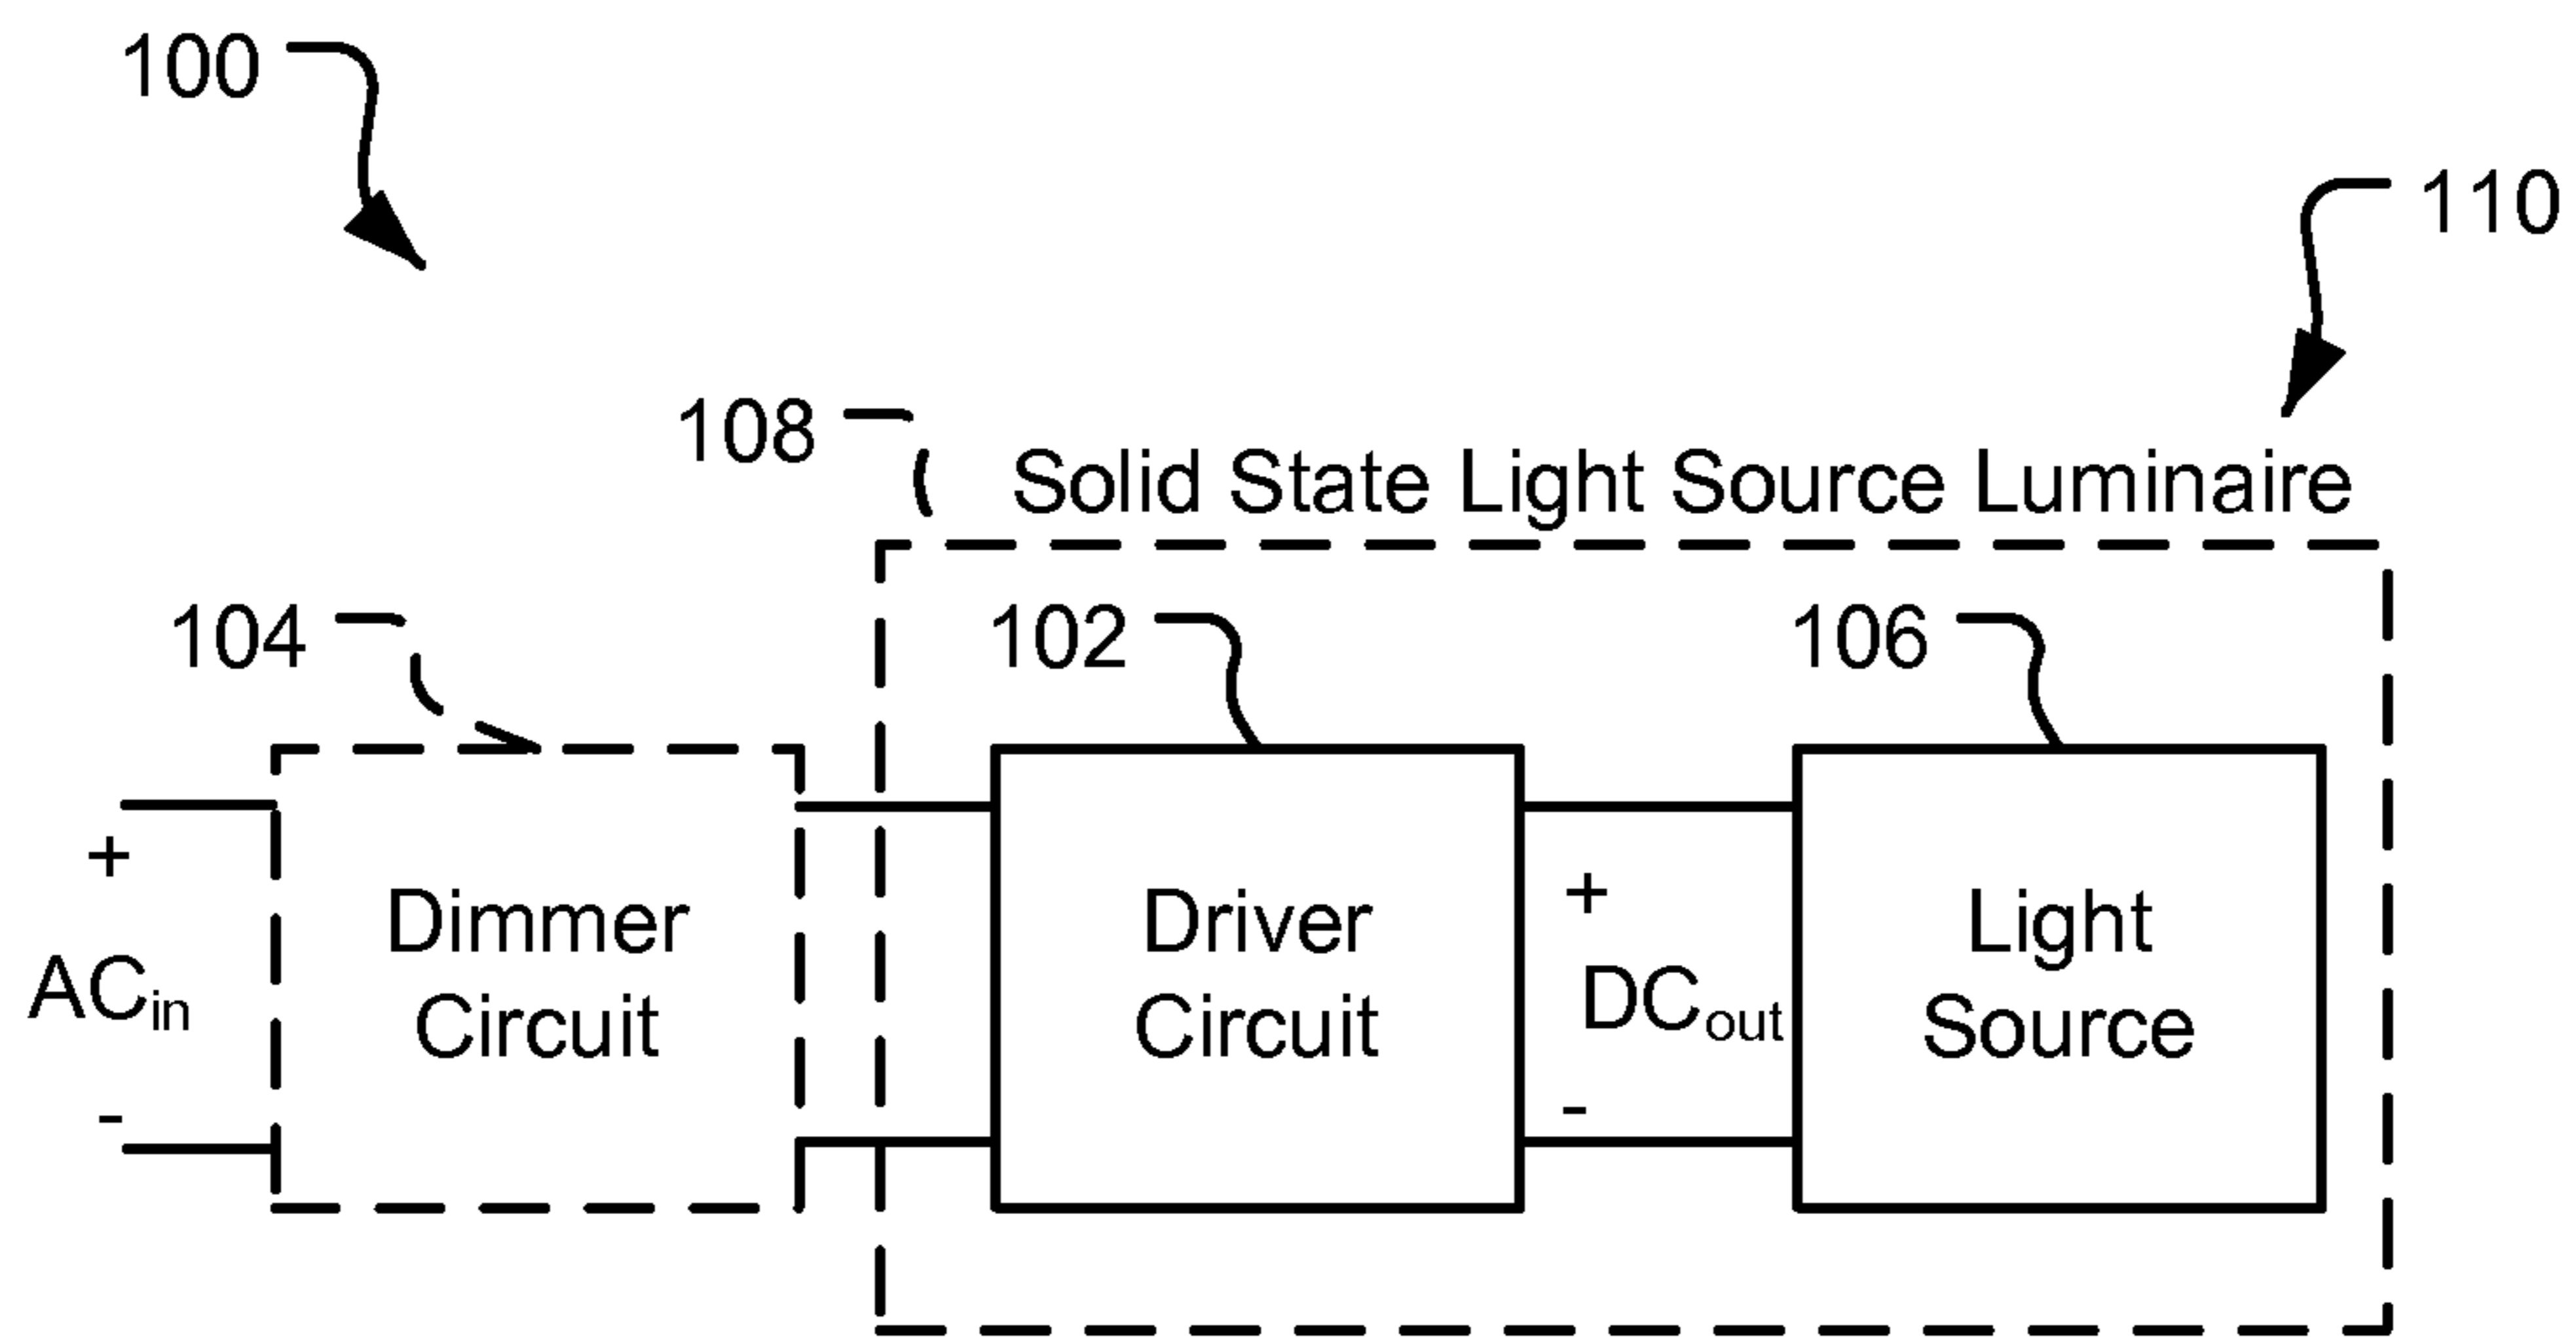 100
110
108
Solid State Light Source Luminaire
104
102
106
+
ACin
-
Dimmer
Circuit
Driver
Circuit
+
DCout
-
Light
Source